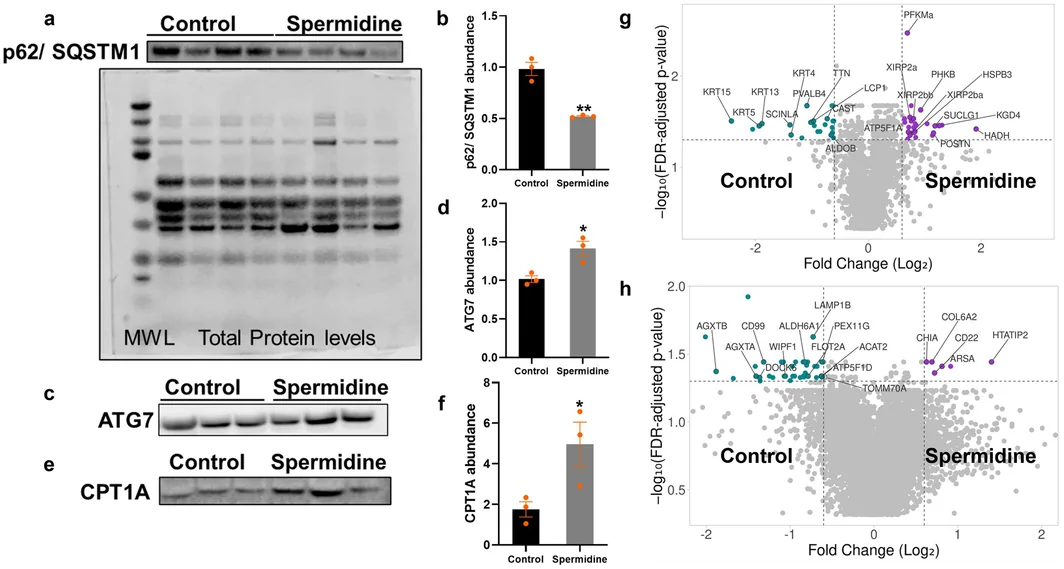 a
Control Spermidine
p62/ SQSTM1
MWL Total Protein levels
c
Control Spermidine
ATG7
e
Control Spermidine
CPT1A
b
p62/ SQSTM1 abundance
1.5
1.0
0.5
0.0
**
Control Spermidine
d
ATG7 abundance
2.0
1.5
1.0
0.5
0.0
*
Control Spermidine
f
CPT1A abundance
8
6
4
2
0
*
Control Spermidine
g
−log₁₀(FDR-adjusted p-value)
2
1
PFKMa
XIRP2a
KRT4 TTN PHKB HSPB3
KRT15 KRT13 PVALB4 LCP1 XIRP2bb XIRP2ba
KRT5 SCINLA CAST SUCLG1 KGD4
ATP5F1A HADH
ALDOB POSTN
Control Spermidine
-2 0 2
Fold Change (Log₂)
h
−log₁₀(FDR-adjusted p-value)
2.0
1.5
1.0
0.5
LAMP1B
COL6A2
AGXTB CD99 ALDH6A1 PEX11G CHIA CD22 HTATIP2
AGXTA WIPF1 FLOT2A ACAT2 ARSA
DOCK6 ATP5F1D
TOMM70A
Control Spermidine
-2 -1 0 1 2
Fold Change (Log₂)